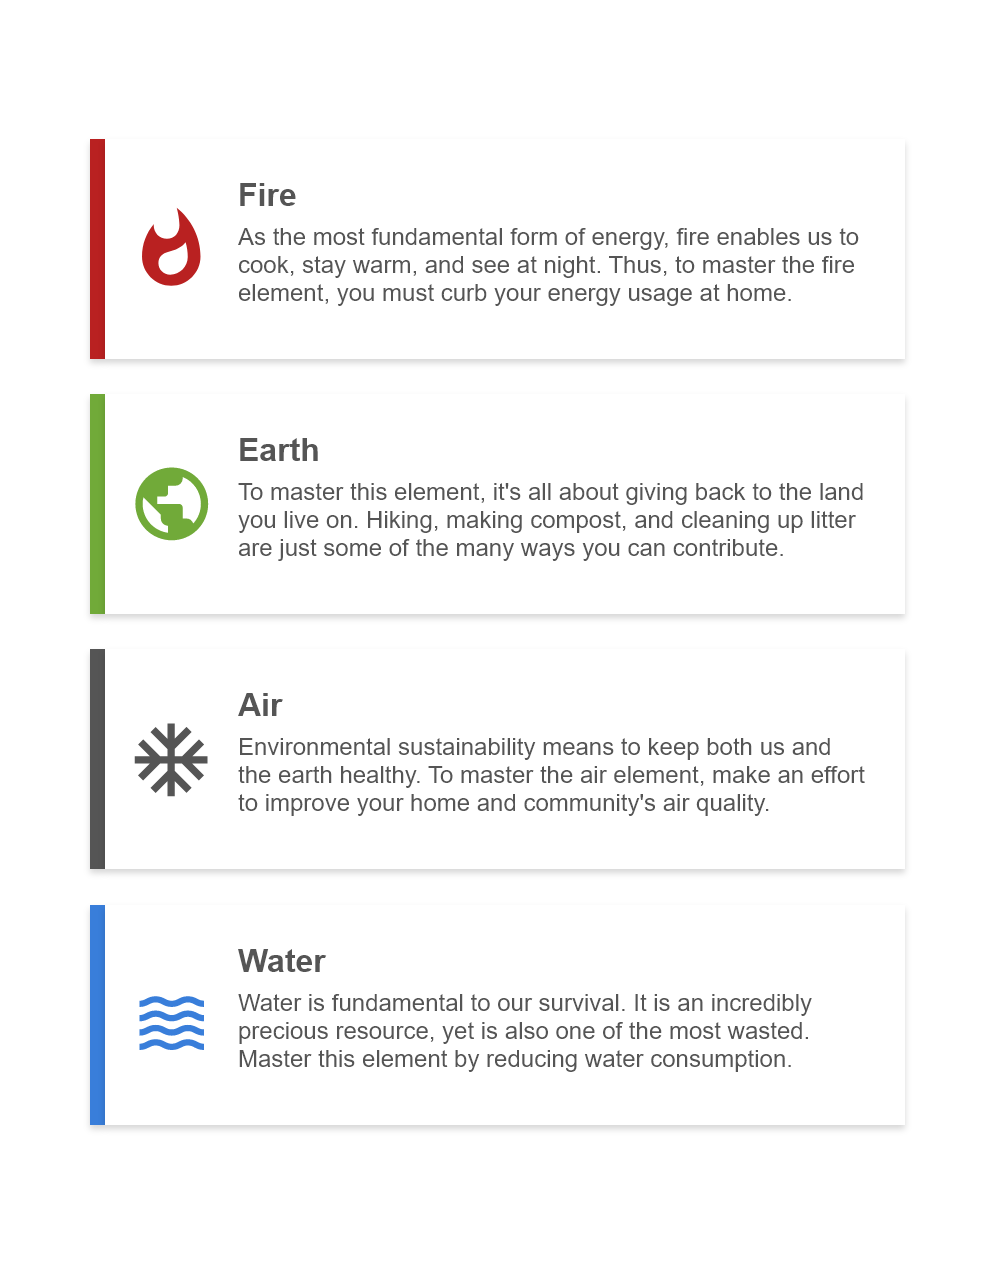 Fire
As the most fundamental form of energy, fire enables us to
cook, stay warm, and see at night. Thus, to master the fire
element, you must curb your energy usage at home.
Earth
To master this element, it's all about giving back to the land
you live on. Hiking, making compost, and cleaning up litter
are just some of the many ways you can contribute.
Air
Environmental sustainability means to keep both us and
the earth healthy. To master the air element, make an effort
to improve your home and community's air quality.
Water
Water is fundamental to our survival. It is an incredibly
precious resource, yet is also one of the most wasted.
Master this element by reducing water consumption.